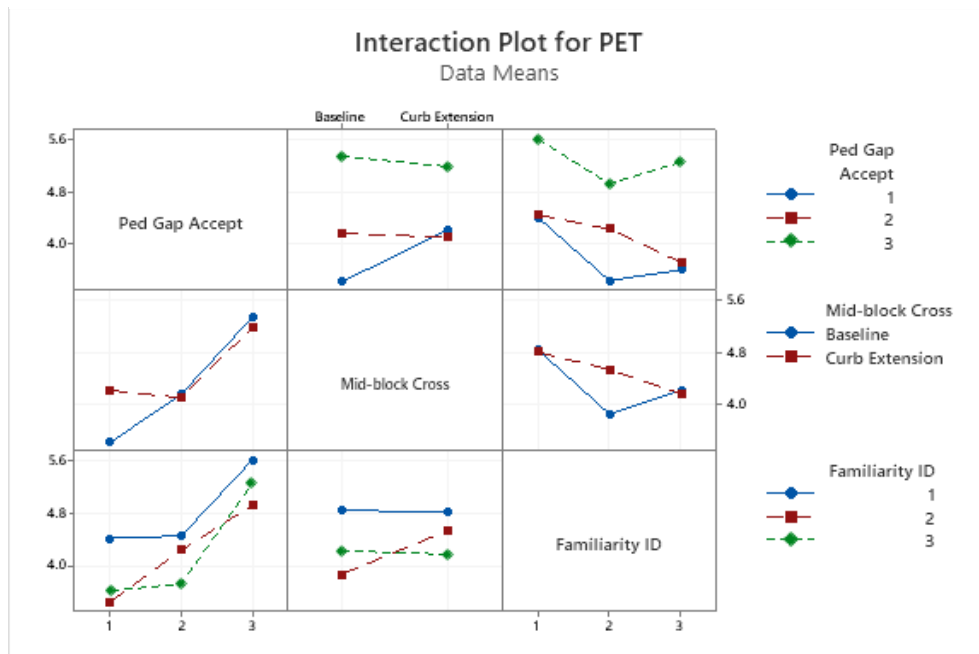 Interaction Plot for PET
Data Means
Baseline Curb Extension
5.6
4.8
4.0
Ped Gap Accept
Ped Gap
Accept
1
2
3
5.6
4.8
4.0
Mid-block Cross
Mid-block Cross
Baseline
Curb Extension
5.6
4.8
4.0
Familiarity ID
Familiarity ID
1
2
3
1 2 3 1 2 3